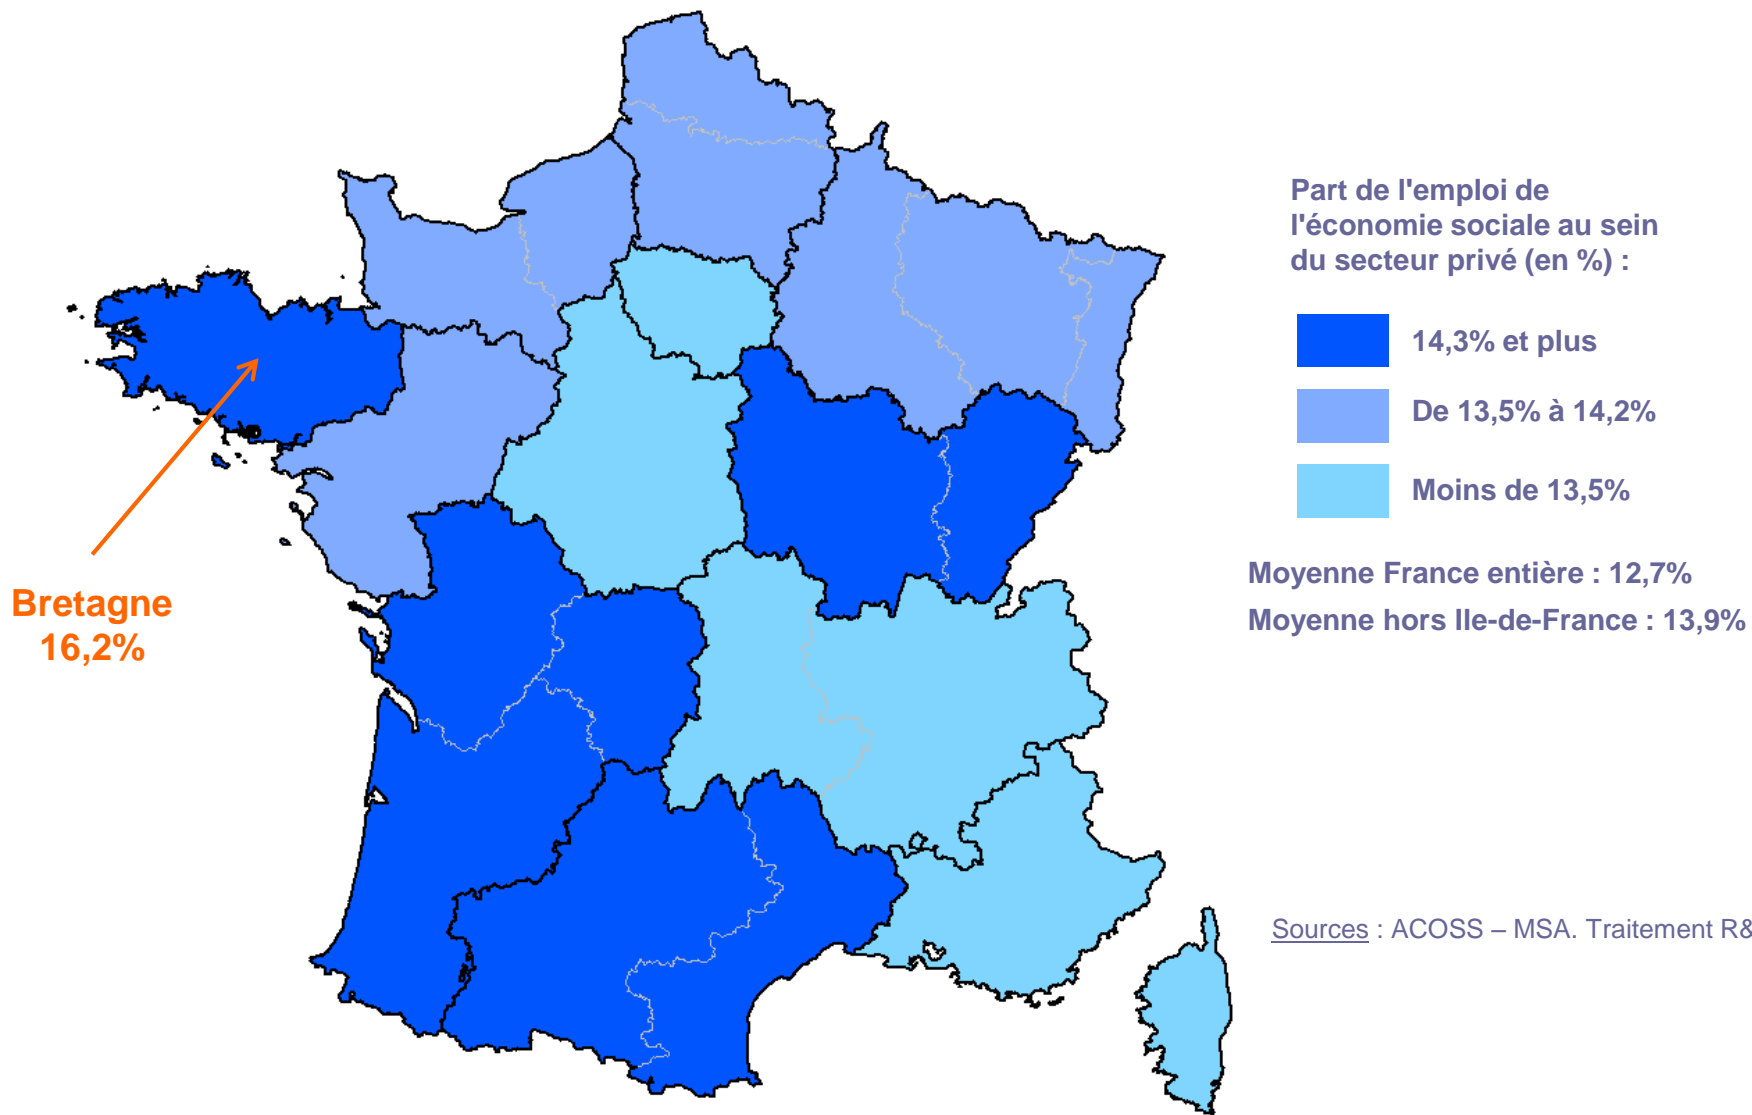 Part de l'emploi de
l'économie sociale au sein
du secteur privé (en %) :
14,3% et plus
De 13,5% à 14,2%
Moins de 13,5%
Moyenne France entière : 12,7%
Moyenne hors Ile-de-France : 13,9%
Bretagne
16,2%
Sources : ACOSS – MSA. Traitement R&